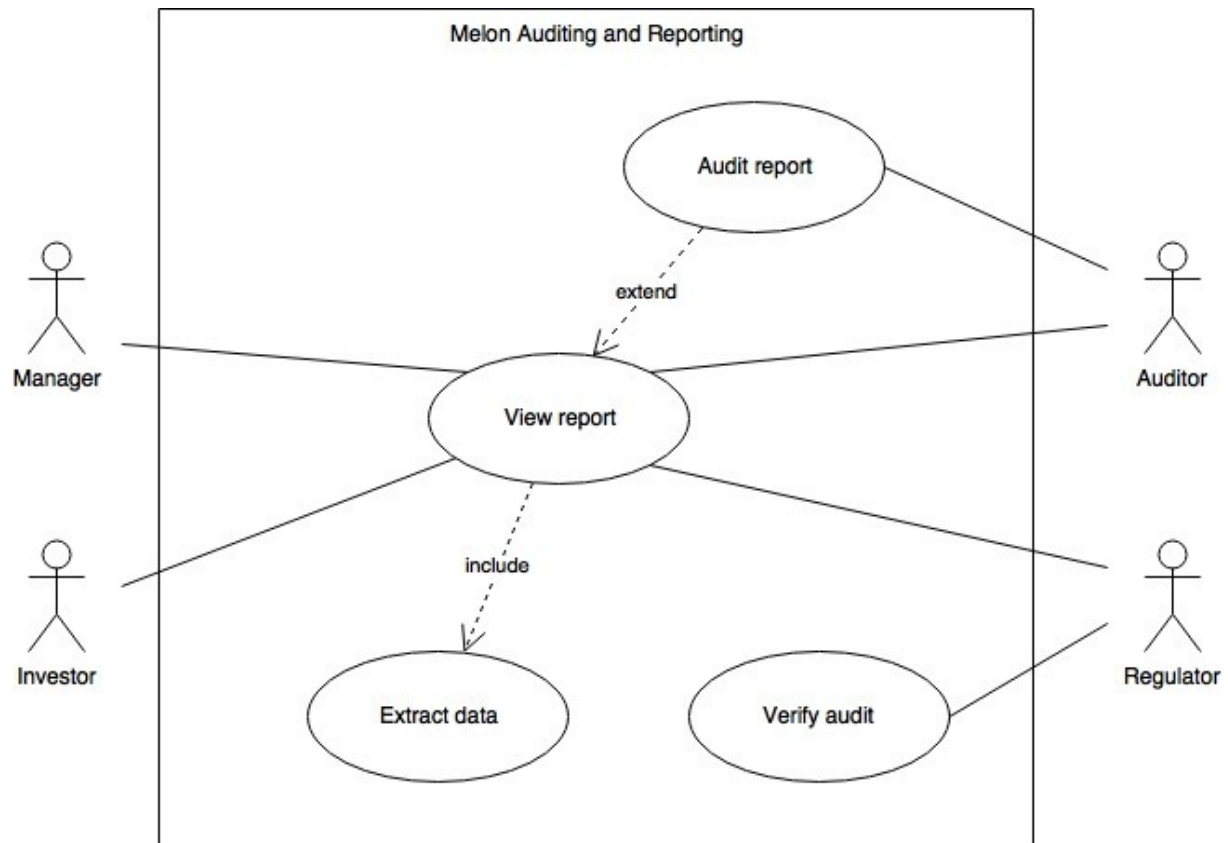 Melon Auditing and Reporting
Audit report
extend
Manager
Auditor
View report
include
Investor
Regulator
Extract data
Verify audit